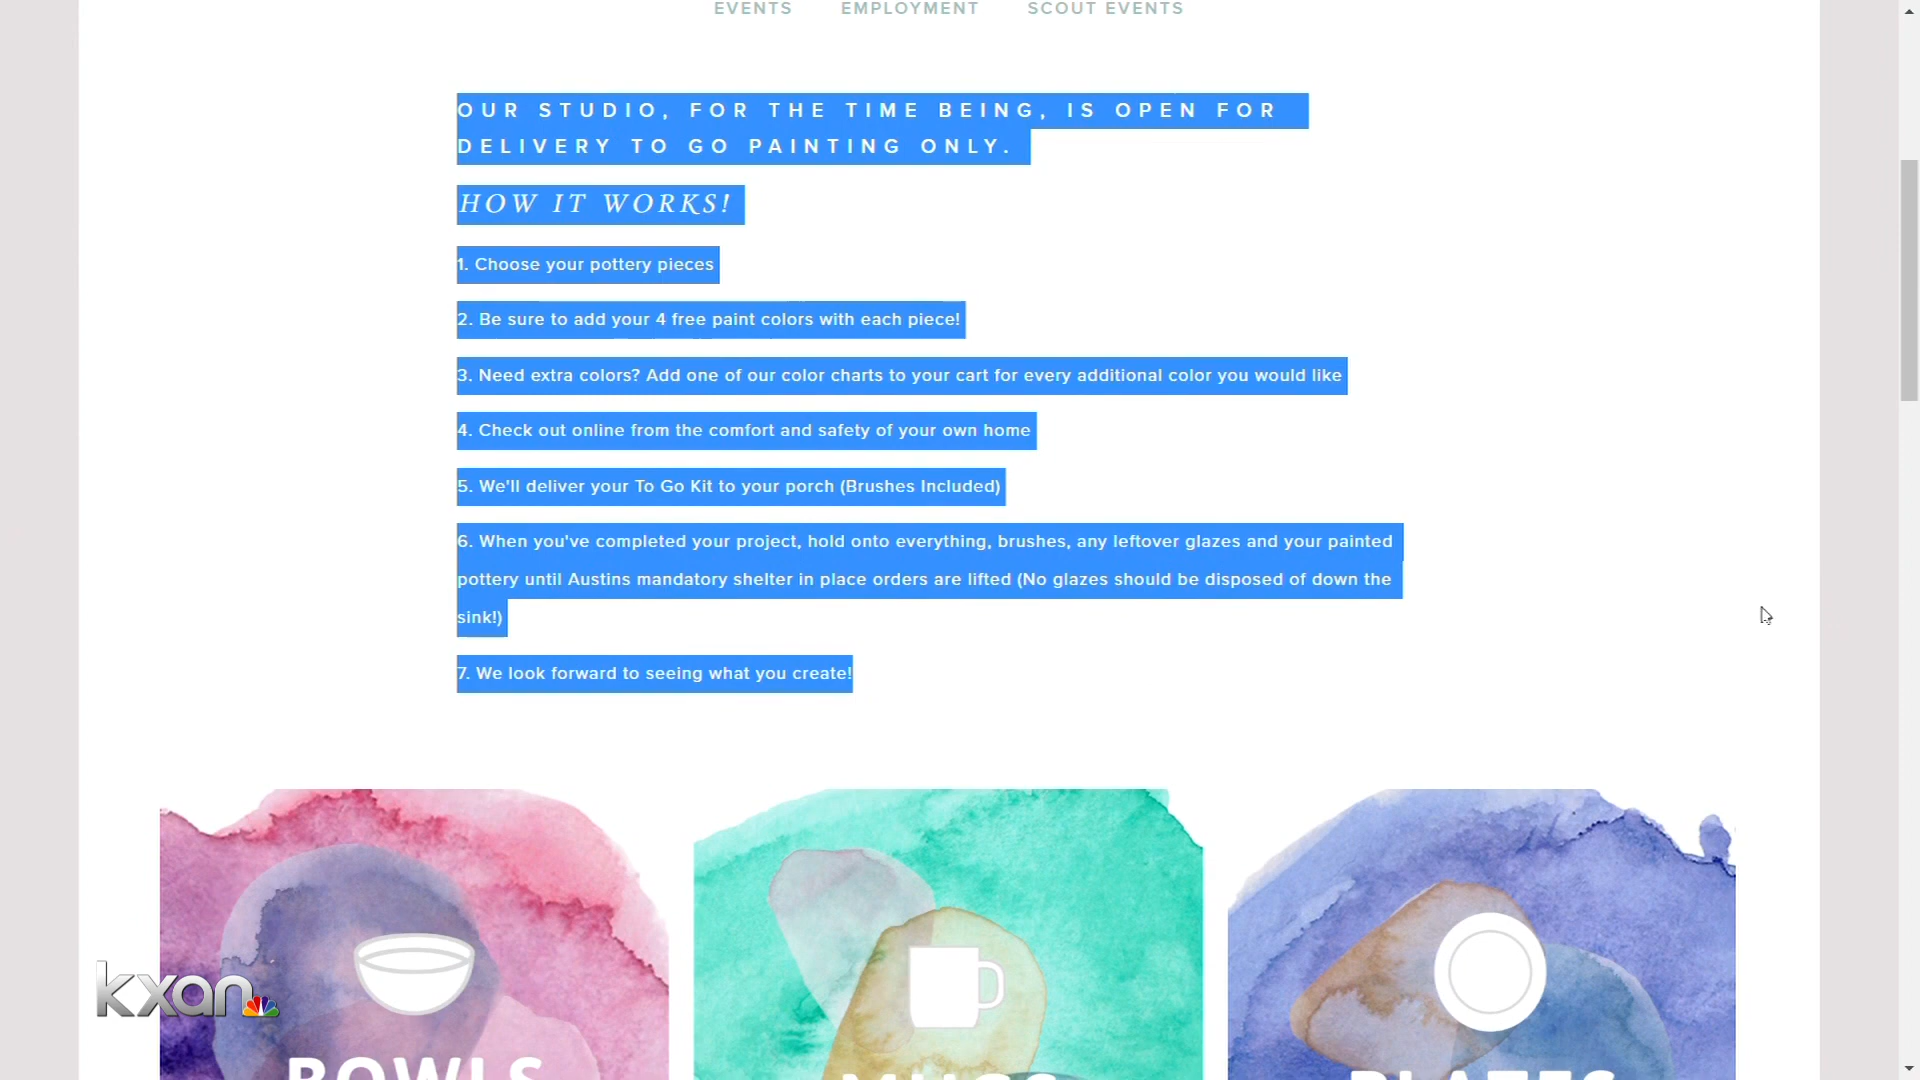 EVENTS EMPLOYMENT SCOUT EVENTS
OUR STUDIO, FOR THE TIME BEING, IS OPEN FOR
DELIVERY TO GO PAINTING ONLY.
HOW IT WORKS!
1. Choose your pottery pieces
2. Be sure to add your 4 free paint colors with each piece!
3. Need extra colors? Add one of our color charts to your cart for every additional color you would like
4. Check out online from the comfort and safety of your own home
5. We'll deliver your To Go Kit to your porch (Brushes Included)
6. When you've completed your project, hold onto everything, brushes, any leftover glazes and your painted
pottery until Austins mandatory shelter in place orders are lifted (No glazes should be disposed of down the
sink!)
7. We look forward to seeing what you create!
kxan
BOWLS MUGS PLATES